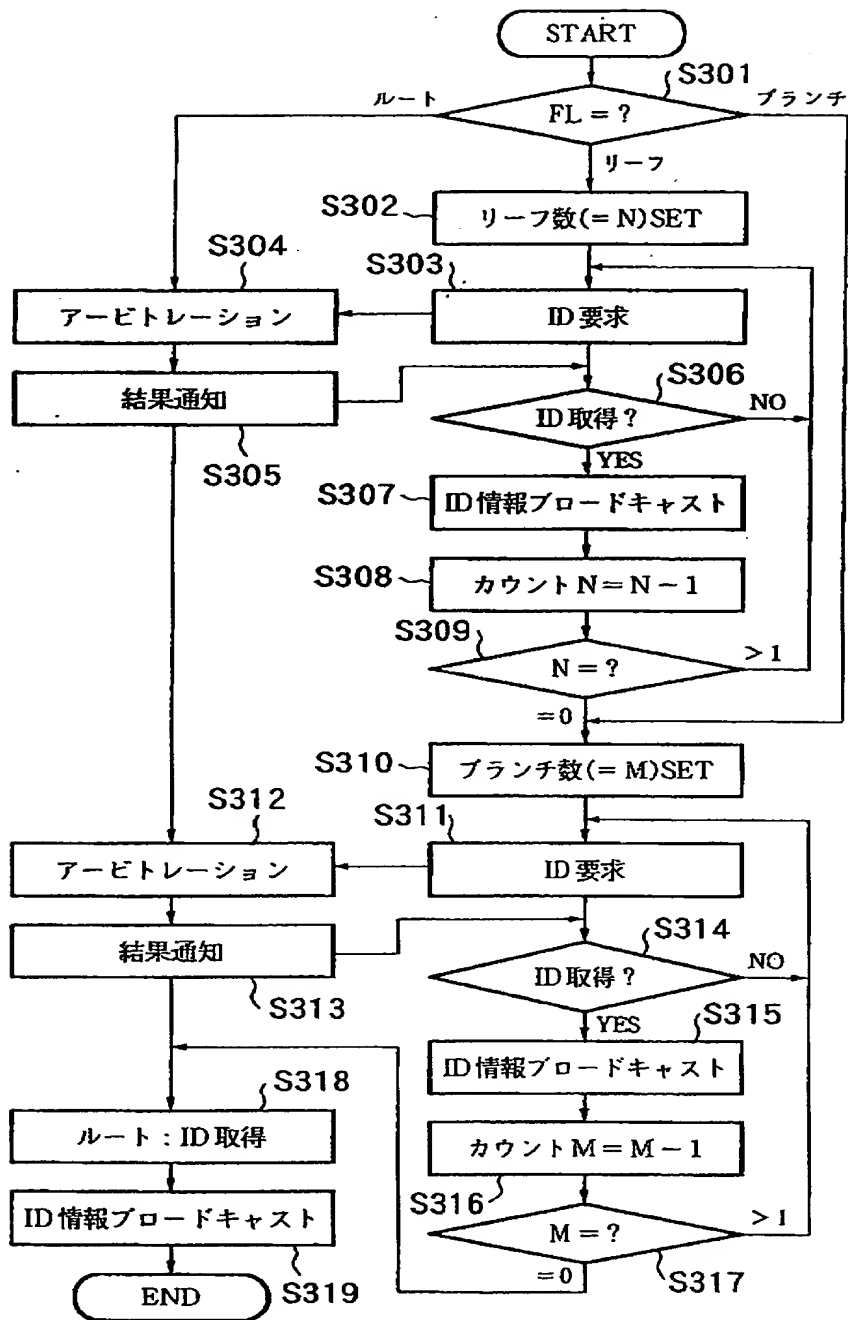 START
S301
ルート
ブランチ
FL = ?
リーフ
S302
リーフ数(= N)SET
S304
S303
アービトレーション
ID 要求
結果通知
S306
S305
ID 取得 ?
NO
YES
S307
ID 情報ブロードキャスト
S308
カウント N = N − 1
S309
N = ?
> 1
= 0
S310
ブランチ数(= M)SET
S312
S311
アービトレーション
ID 要求
結果通知
S314
S313
ID 取得 ?
NO
YES
S315
ID 情報ブロードキャスト
S318
ルート : ID 取得
カウント M = M − 1
S316
ID 情報ブロードキャスト
M = ?
> 1
S319
= 0
S317
END